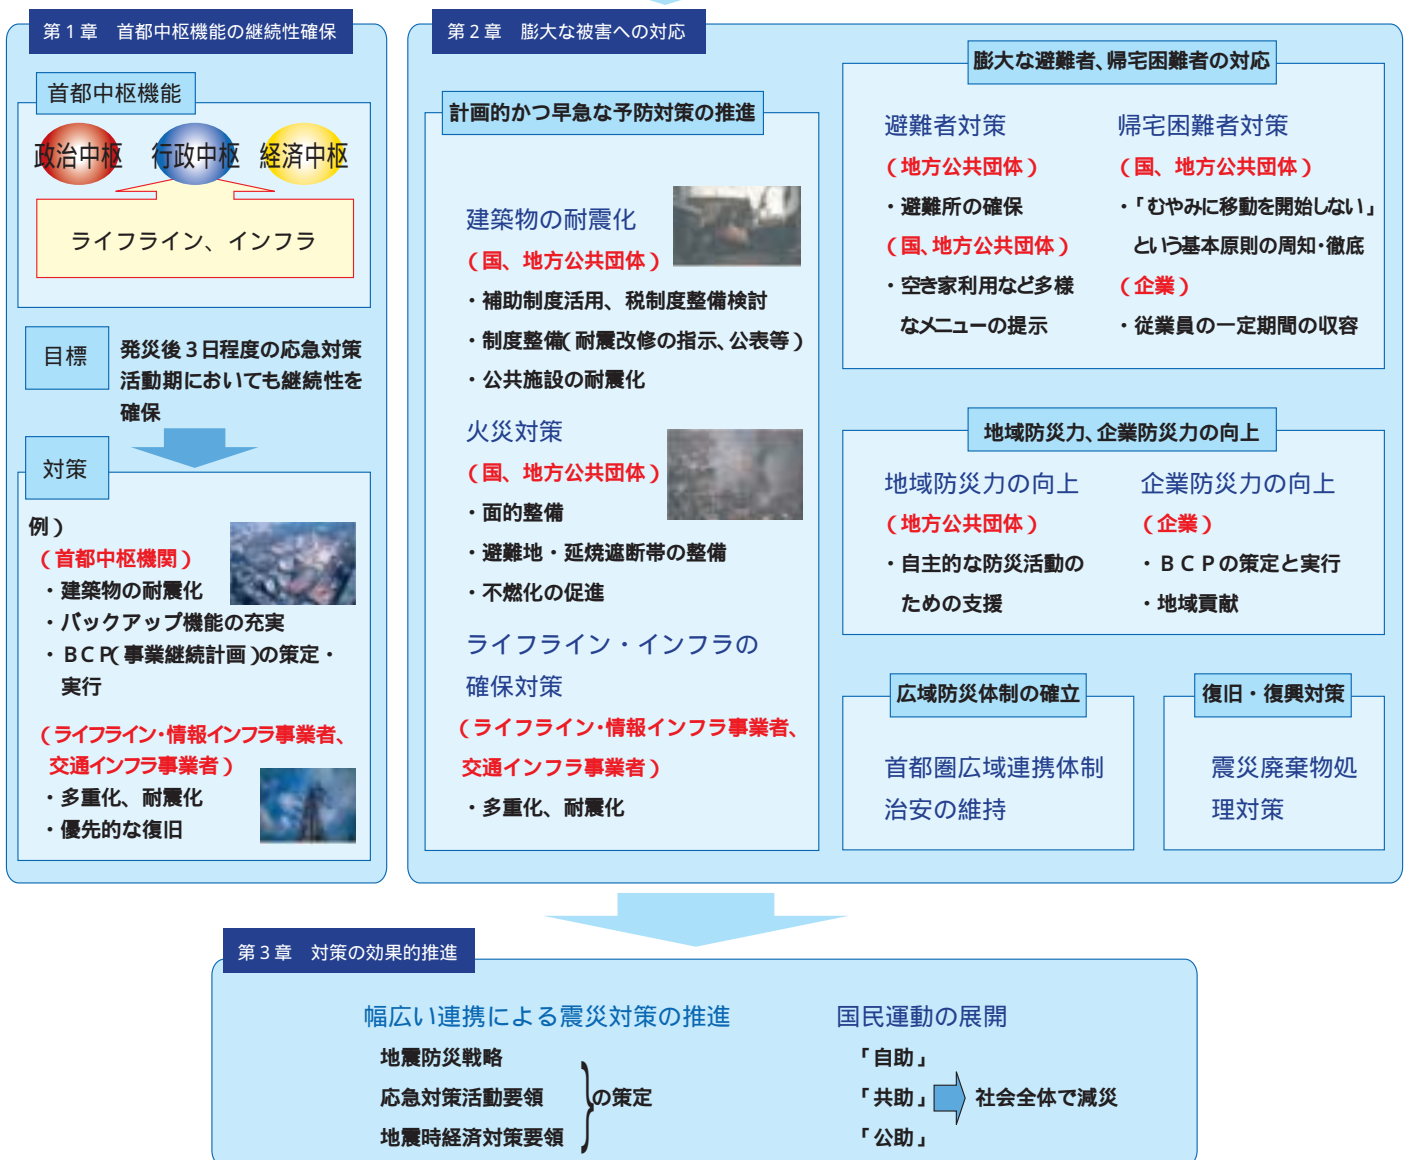 第１章　首都中枢機能の継続性確保
首都中枢機能
政治中枢
行政中枢
経済中枢
ライフライン、インフラ
目標
発災後３日程度の応急対策
活動期においても継続性を
確保
対策
例）
（首都中枢機関）
・建築物の耐震化
・バックアップ機能の充実
・ＢＣＰ（事業継続計画）の策定・
実行
（ライフライン・情報インフラ事業者、
交通インフラ事業者）
・多重化、耐震化
・優先的な復旧
第２章　膨大な被害への対応
計画的かつ早急な予防対策の推進
建築物の耐震化
（国、地方公共団体）
・補助制度活用、税制度整備検討
・制度整備（耐震改修の指示、公表等）
・公共施設の耐震化
火災対策
（国、地方公共団体）
・面的整備
・避難地・延焼遮断帯の整備
・不燃化の促進
ライフライン・インフラの
確保対策
（ライフライン・情報インフラ事業者、
交通インフラ事業者）
・多重化、耐震化
膨大な避難者、帰宅困難者の対応
避難者対策
（地方公共団体）
・避難所の確保
（国、地方公共団体）
・空き家利用など多様
なメニューの提示
帰宅困難者対策
（国、地方公共団体）
・「むやみに移動を開始しない」
という基本原則の周知・徹底
（企業）
・従業員の一定期間の収容
地域防災力、企業防災力の向上
地域防災力の向上
（地方公共団体）
・自主的な防災活動の
ための支援
企業防災力の向上
（企業）
・ＢＣＰの策定と実行
・地域貢献
広域防災体制の確立
首都圏広域連携体制
治安の維持
復旧・復興対策
震災廃棄物処
理対策
第３章　対策の効果的推進
幅広い連携による震災対策の推進
地震防災戦略
応急対策活動要領
地震時経済対策要領
の策定
国民運動の展開
「自助」
「共助」
「公助」
社会全体で減災